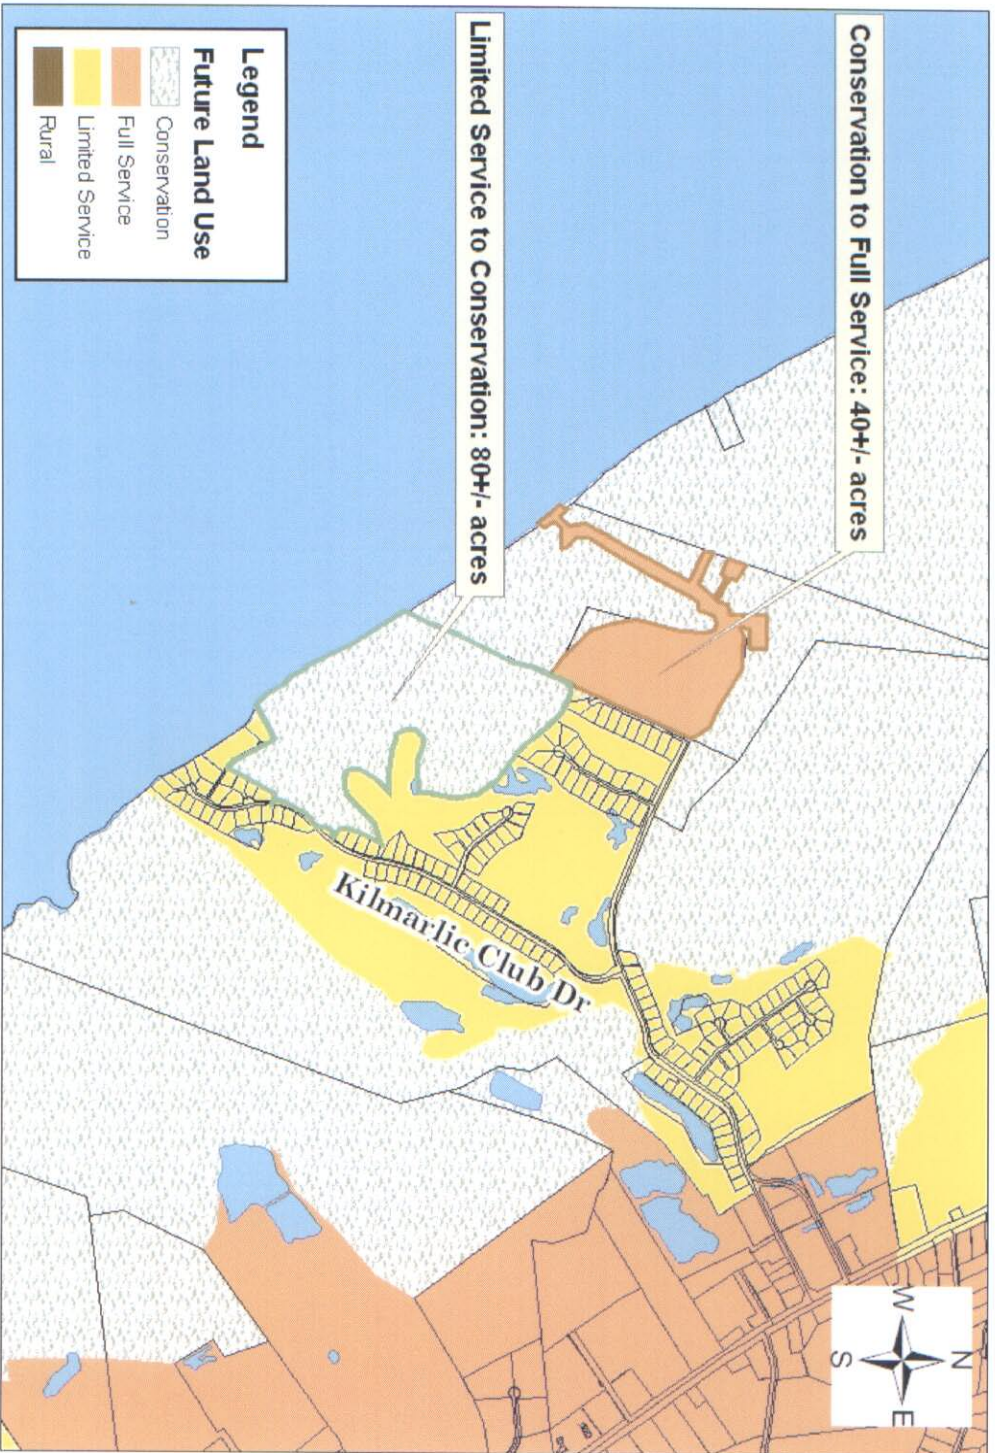 Conservation to Full Service: 40+/- acres
Limited Service to Conservation: 80+/- acres
Kilmarlic Club Dr
N
W
E
S
Legend
Future Land Use
Conservation
Full Service
Limited Service
Rural